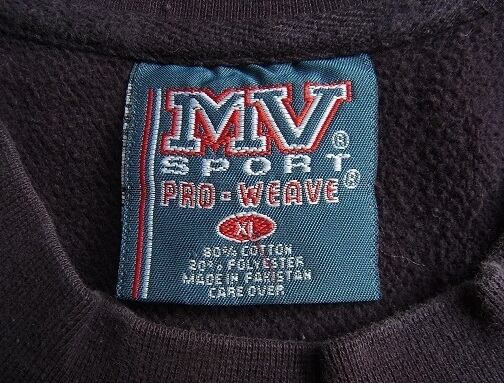 MV®
SPORT
PRO-WEAVE®
XL
80% COTTON
20% POLYESTER
MADE IN PAKISTAN
CARE OVER